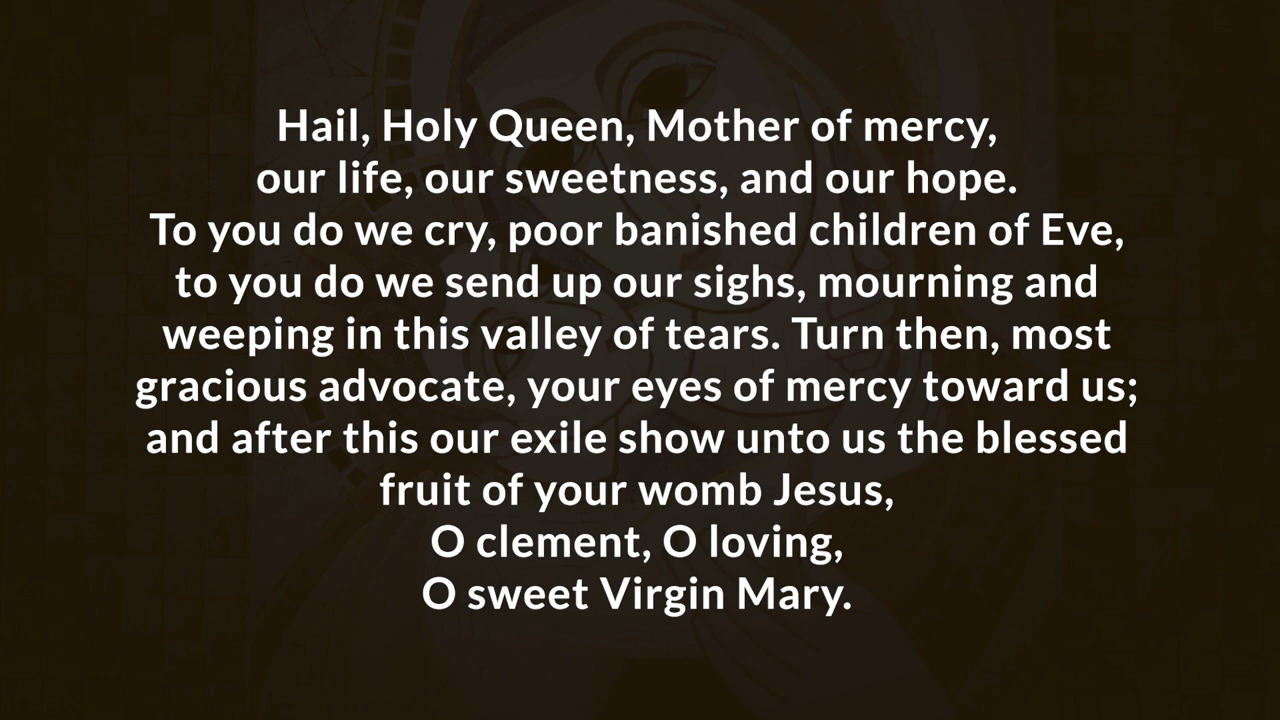 Hail, Holy Queen, Mother of mercy,
our life, our sweetness, and our hope.
To you do we cry, poor banished children of Eve,
to you do we send up our sighs, mourning and
weeping in this valley of tears. Turn then, most
gracious advocate, your eyes of mercy toward us;
and after this our exile show unto us the blessed
fruit of your womb Jesus,
O clement, O loving,
O sweet Virgin Mary.